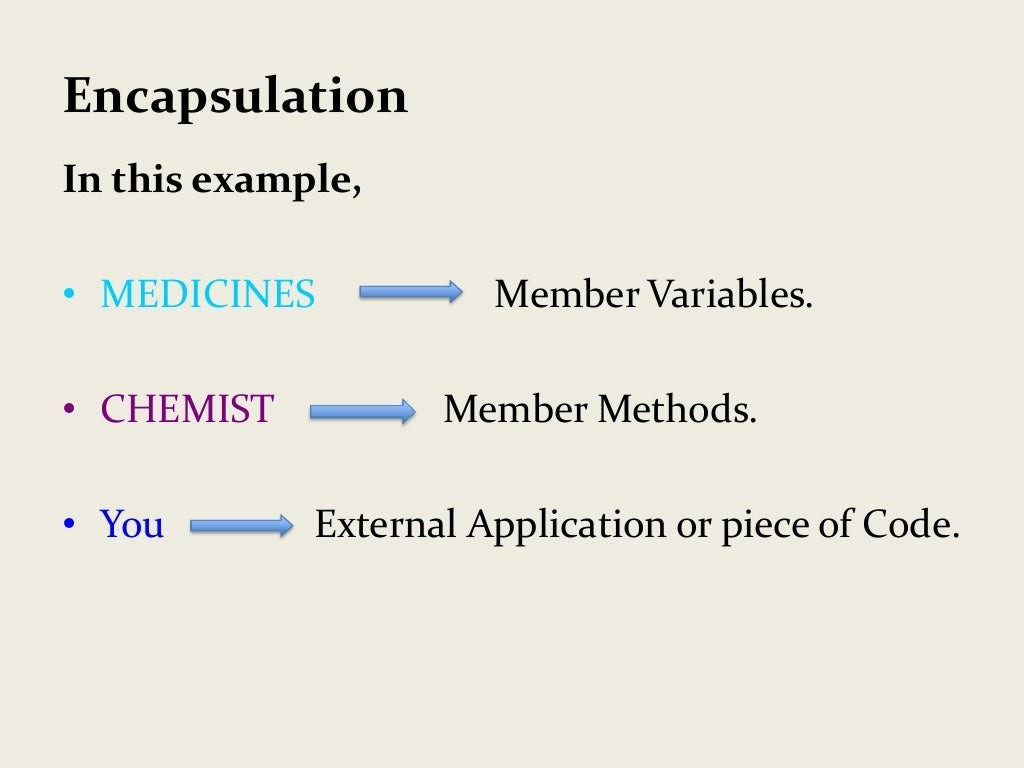 Encapsulation
In this example,
• MEDICINES Member Variables.
• CHEMIST Member Methods.
• You External Application or piece of Code.